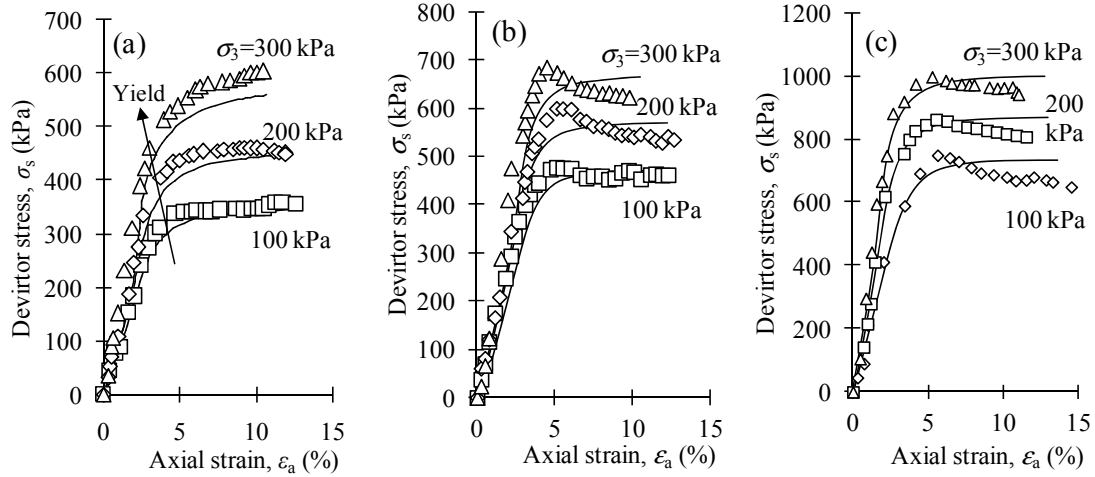 (a)
Devirtor stress, σs (kPa)
700
600
500
400
300
200
100
0
σ3=300 kPa
Yield
200 kPa
100 kPa
0 5 10 15
Axial strain, εa (%)
(b)
Devirtor stress, σs (kPa)
800
700
600
500
400
300
200
100
0
σ3=300 kPa
200 kPa
100 kPa
0 5 10 15
Axial strain, εa (%)
(c)
Devirtor stress, σs (kPa)
1200
1000
800
600
400
200
0
σ3=300 kPa
200
kPa
100 kPa
0 5 10 15
Axial strain, εa (%)